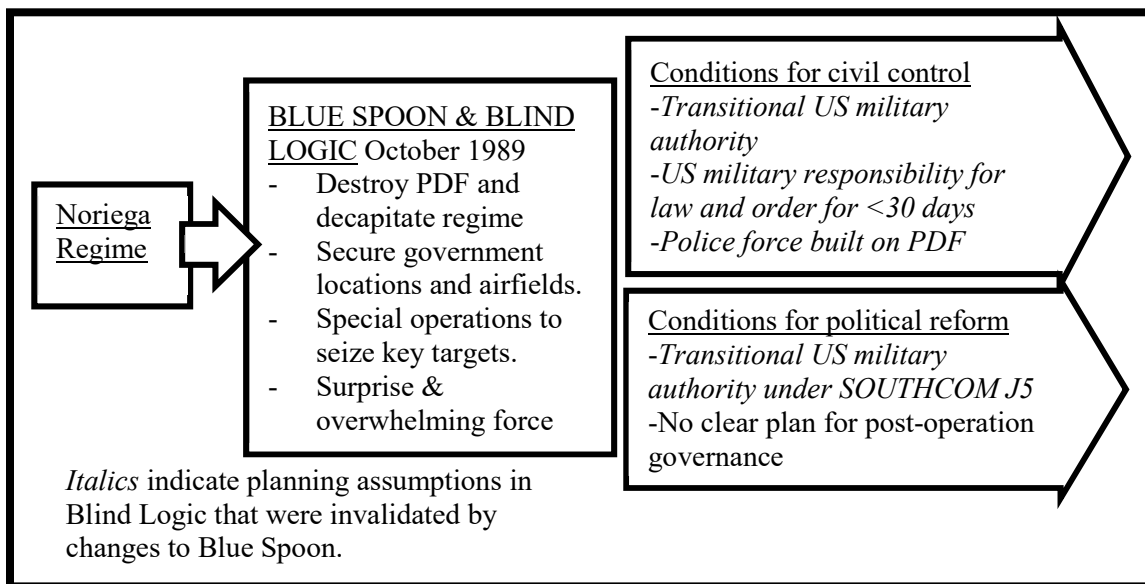 Noriega
Regime
BLUE SPOON & BLIND
LOGIC October 1989
- Destroy PDF and
decapitate regime
- Secure government
locations and airfields.
- Special operations to
seize key targets.
- Surprise &
overwhelming force
Conditions for civil control
-Transitional US military
authority
-US military responsibility for
law and order for <30 days
-Police force built on PDF
Conditions for political reform
-Transitional US military
authority under SOUTHCOM J5
-No clear plan for post-operation
governance
Italics indicate planning assumptions in
Blind Logic that were invalidated by
changes to Blue Spoon.